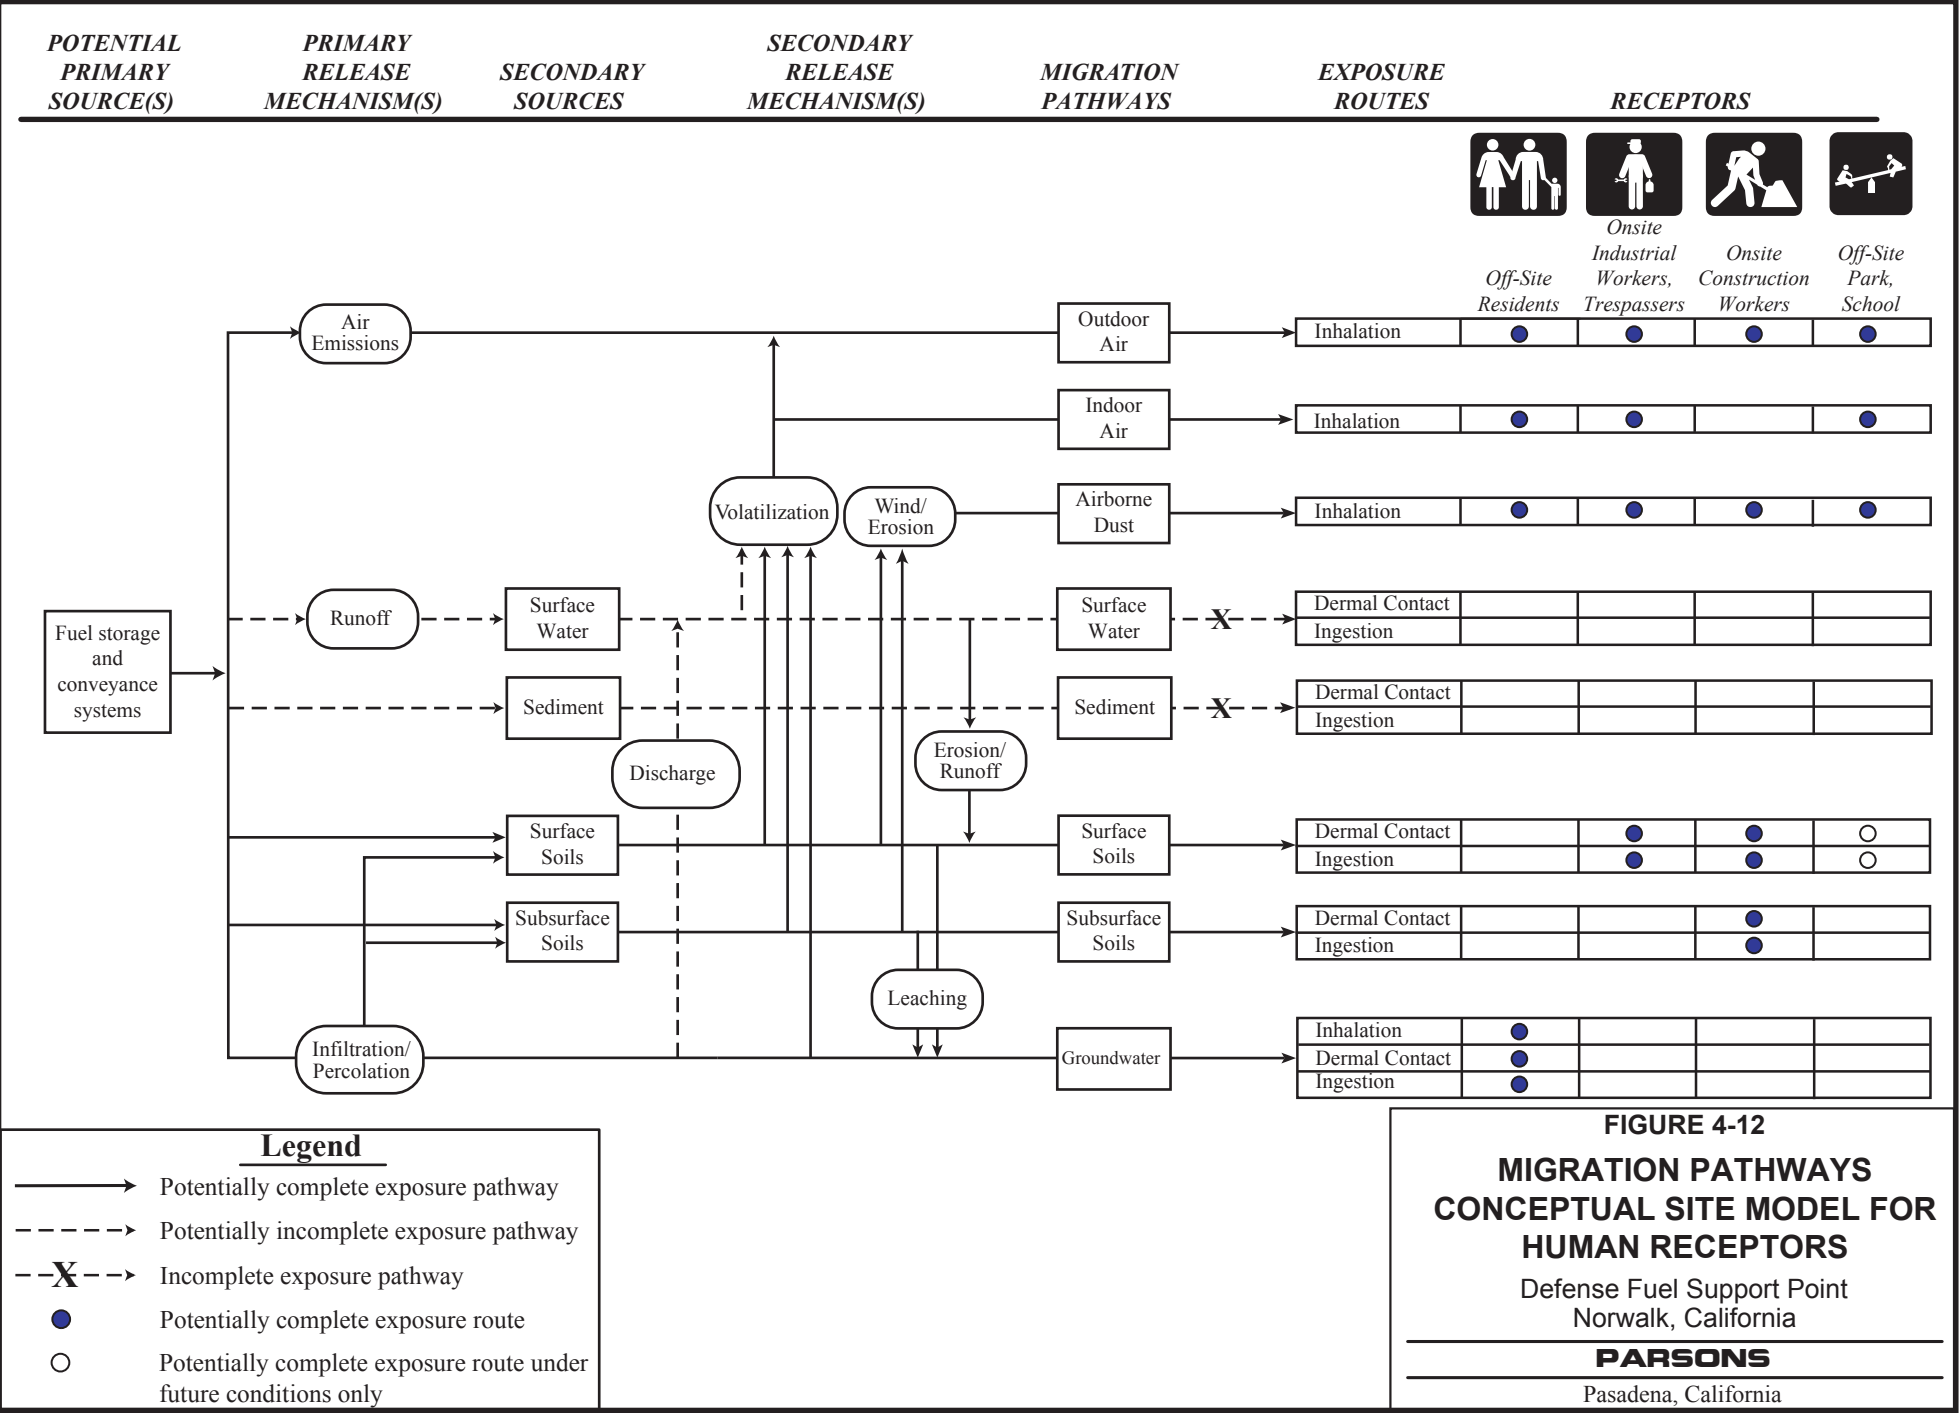 POTENTIAL
PRIMARY
SOURCE(S)
PRIMARY
RELEASE
MECHANISM(S)
SECONDARY
SOURCES
SECONDARY
RELEASE
MECHANISM(S)
MIGRATION
PATHWAYS
EXPOSURE
ROUTES
RECEPTORS
Off-Site
Residents
Onsite
Industrial
Workers,
Trespassers
Onsite
Construction
Workers
Off-Site
Park,
School
Air
Emissions
Outdoor
Air
Inhalation
Indoor
Air
Inhalation
Volatilization
Wind/
Erosion
Airborne
Dust
Inhalation
Fuel storage
and
conveyance
systems
Runoff
Surface
Water
Surface
Water
X
Dermal Contact
Ingestion
Sediment
Sediment
X
Dermal Contact
Ingestion
Discharge
Erosion/
Runoff
Surface
Soils
Surface
Soils
Dermal Contact
Ingestion
Subsurface
Soils
Subsurface
Soils
Dermal Contact
Ingestion
Leaching
Infiltration/
Percolation
Groundwater
Inhalation
Dermal Contact
Ingestion
Legend
Potentially complete exposure pathway
Potentially incomplete exposure pathway
X Incomplete exposure pathway
Potentially complete exposure route
Potentially complete exposure route under
future conditions only
FIGURE 4-12
MIGRATION PATHWAYS
CONCEPTUAL SITE MODEL FOR
HUMAN RECEPTORS
Defense Fuel Support Point
Norwalk, California
PARSONS
Pasadena, California